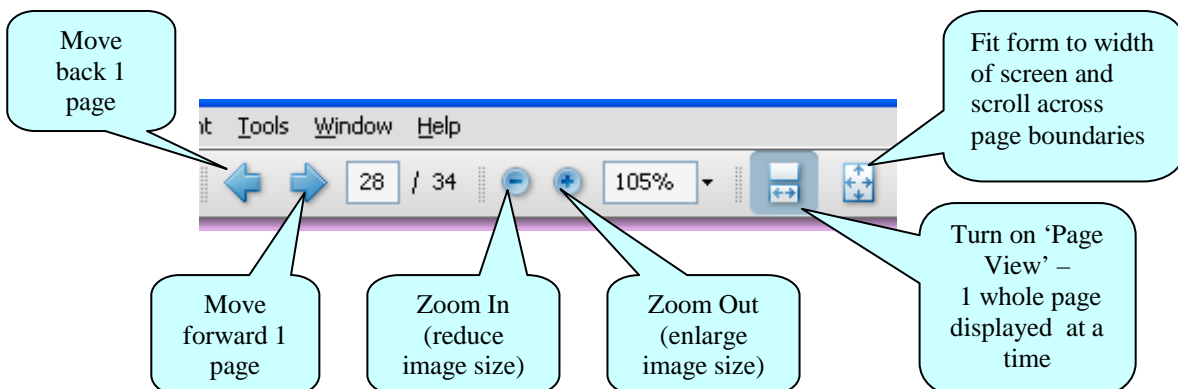 Move
back 1
page
Fit form to width
of screen and
scroll across
page boundaries
nt Tools Window Help
28 / 34 105%
Move
forward 1
page
Zoom In
(reduce
image size)
Zoom Out
(enlarge
image size)
Turn on ‘Page
View’ –
1 whole page
displayed at a
time